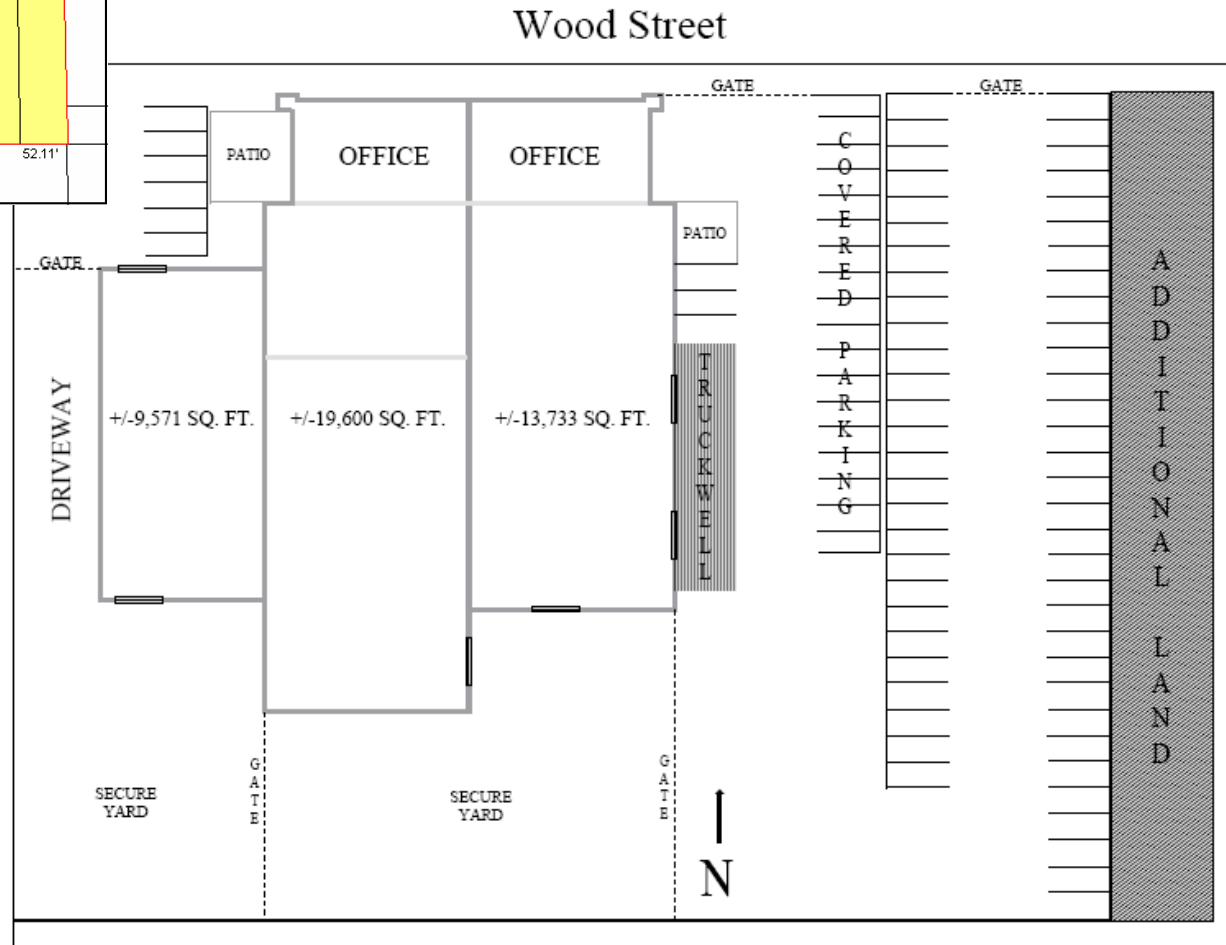 Wood Street
52.11'
GATE
GATE
PATIO
OFFICE
OFFICE
COVERED PARKING
PATIO
GATE
ADDITIONAL LAND
DRIVEWAY
+/-9,571 SQ. FT.
+/-19,600 SQ. FT.
+/-13,733 SQ. FT.
TRUCKWELL
SECURE
YARD
GATE
SECURE
YARD
GATE
N